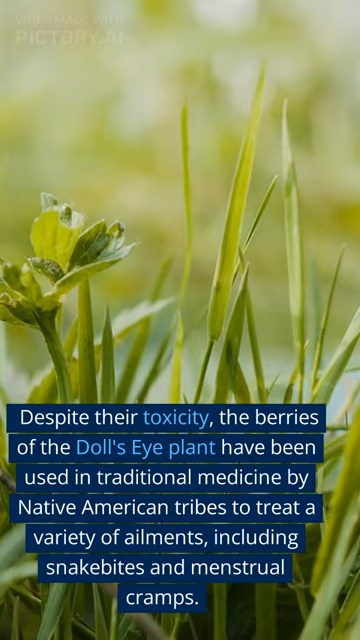 VIDEO MADE WITH
PICTORY.AI
Despite their toxicity, the berries
of the Doll's Eye plant have been
used in traditional medicine by
Native American tribes to treat a
variety of ailments, including
snakebites and menstrual
cramps.